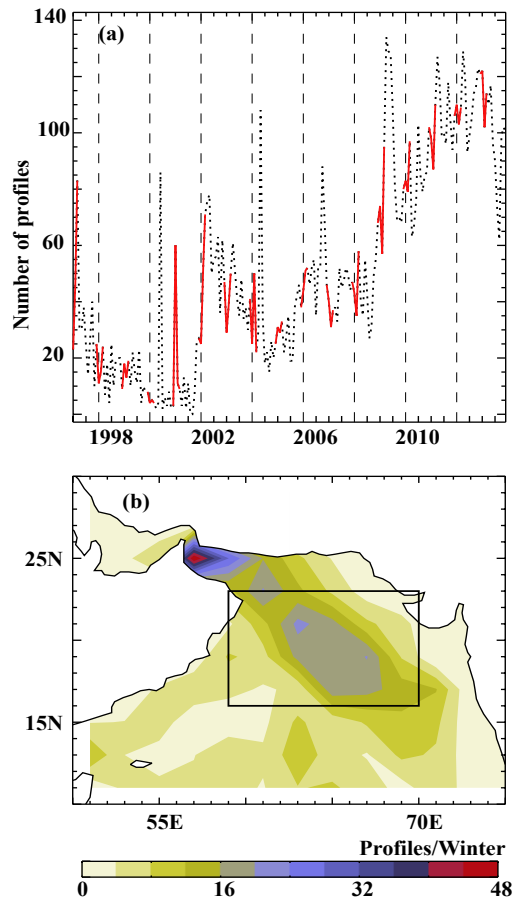 140
(a)
100
60
20
Number of profiles
1998 2002 2006 2010
(b)
25N
15N
55E 70E
Profiles/Winter
0 16 32 48